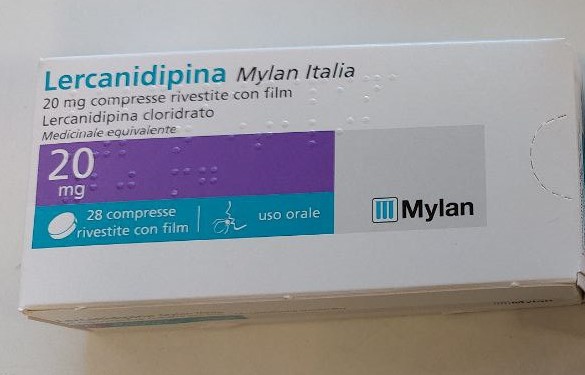 Lercanidipina Mylan Italia
20 mg compresse rivestite con film
Lercanidipina cloridrato
Medicinale equivalente
20
mg
28 compresse
rivestite con film
uso orale
Mylan